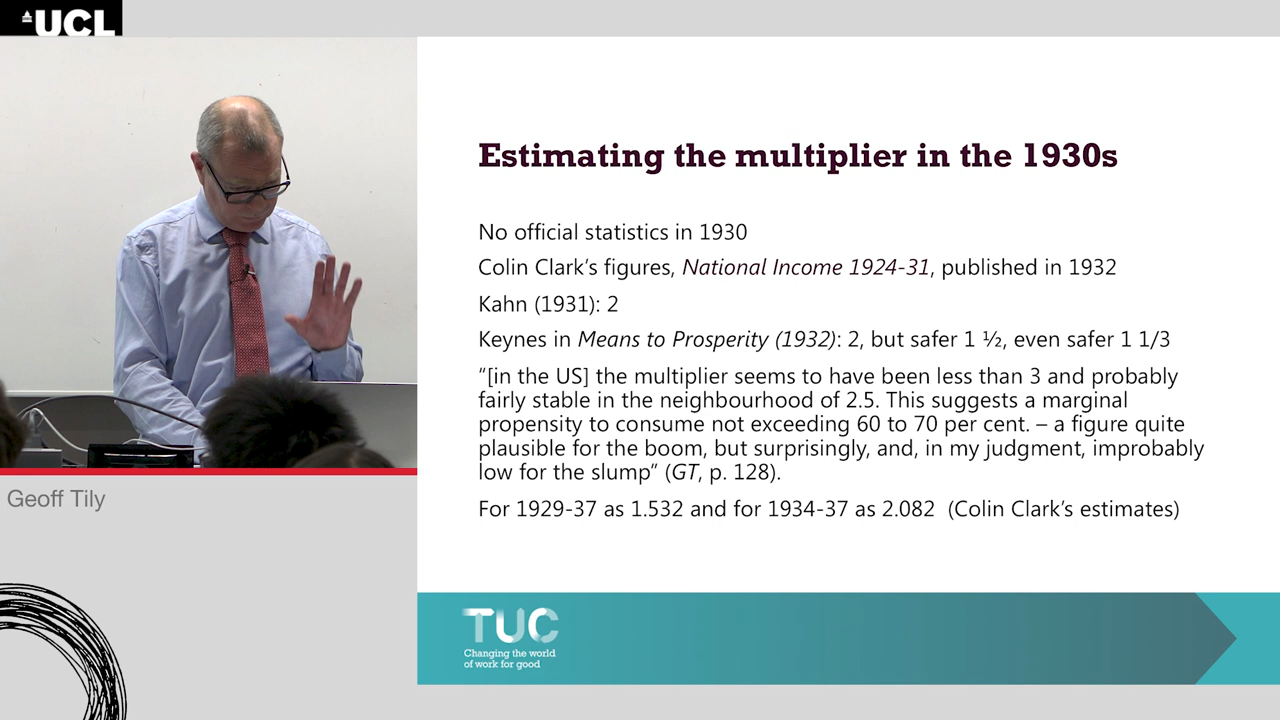 UCL
Estimating the multiplier in the 1930s
No official statistics in 1930
Colin Clark’s figures, National Income 1924-31, published in 1932
Kahn (1931): 2
Keynes in Means to Prosperity (1932): 2, but safer 1 ½, even safer 1 1/3
“[in the US] the multiplier seems to have been less than 3 and probably
fairly stable in the neighbourhood of 2.5. This suggests a marginal
propensity to consume not exceeding 60 to 70 per cent. – a figure quite
plausible for the boom, but surprisingly, and, in my judgment, improbably
low for the slump” (GT, p. 128).
For 1929-37 as 1.532 and for 1934-37 as 2.082 (Colin Clark’s estimates)
Geoff Tily
TUC
Changing the world
of work for good